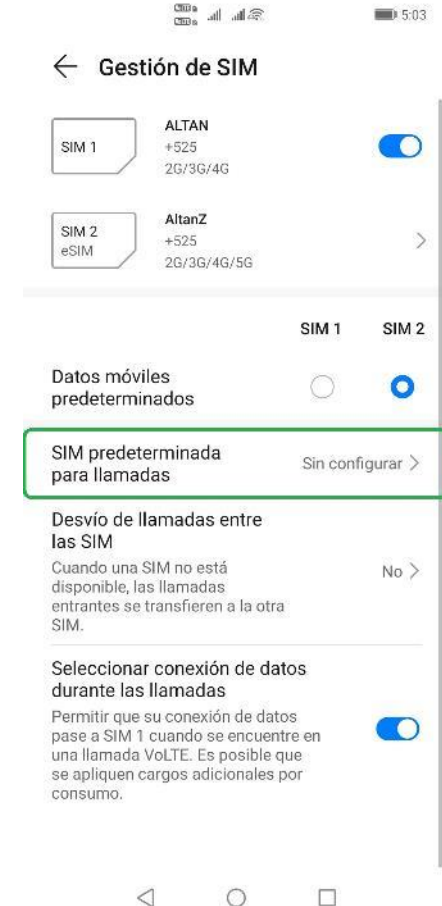 5:03
Gestión de SIM
SIM 1
ALTAN
+525
2G/3G/4G
SIM 2
eSIM
AltanZ
+525
2G/3G/4G/5G
SIM 1 SIM 2
Datos móviles
predeterminados
SIM predeterminada
para llamadas
Sin configurar
Desvío de llamadas entre
las SIM
Cuando una SIM no está
disponible, las llamadas
entrantes se transfieren a la otra
SIM.
No
Seleccionar conexión de datos
durante las llamadas
Permitir que su conexión de datos
pase a SIM 1 cuando se encuentre en
una llamada VoLTE. Es posible que
se apliquen cargos adicionales por
consumo.